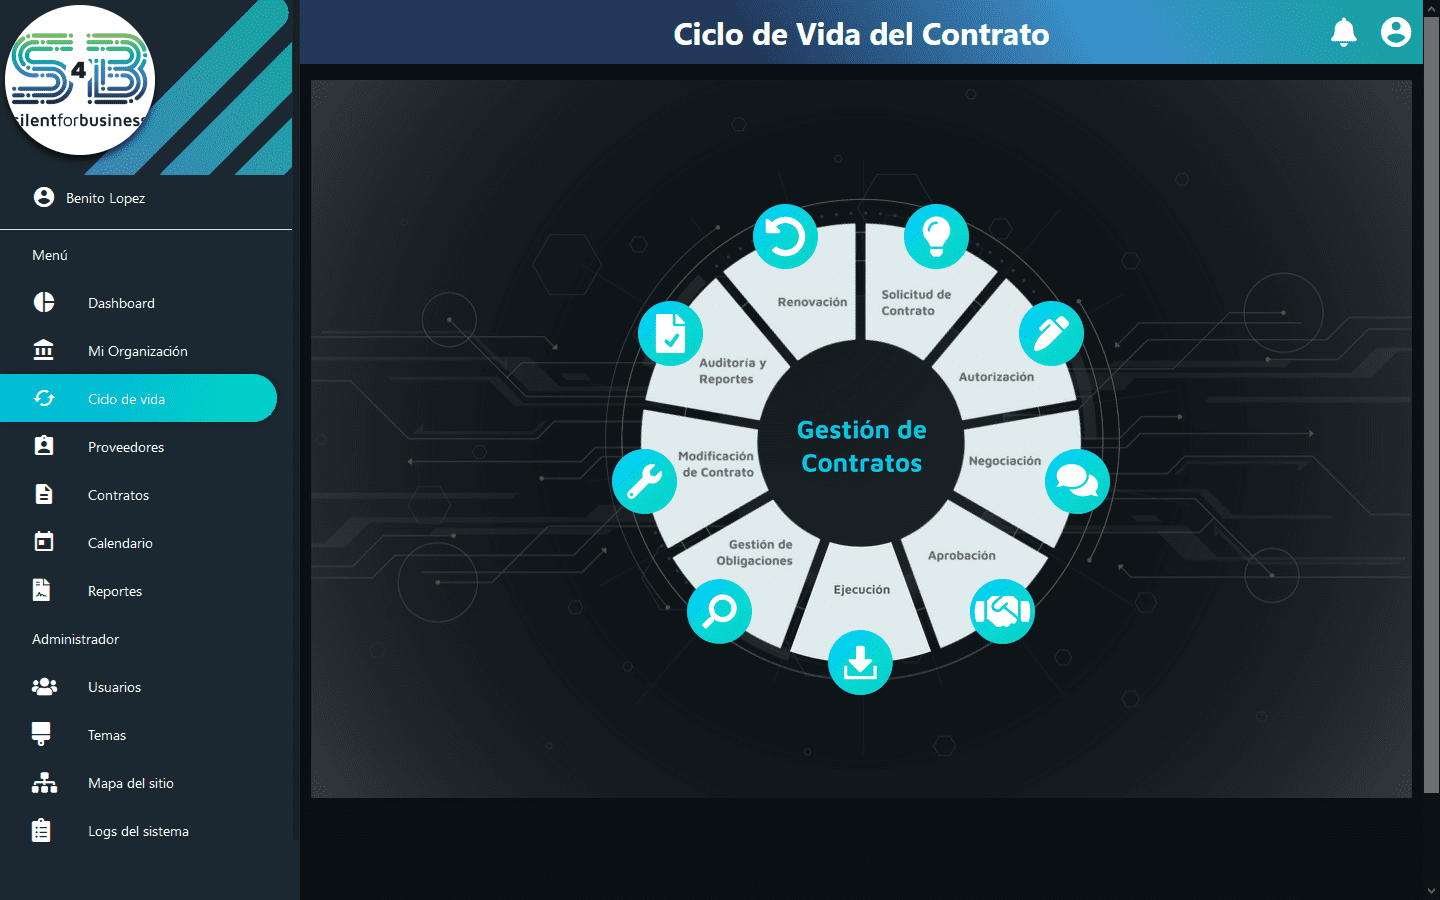 Ciclo de Vida del Contrato
S4B
silentforbusiness
Benito Lopez
Menú
Dashboard
Mi Organización
Ciclo de vida
Proveedores
Contratos
Calendario
Reportes
Administrador
Usuarios
Temas
Mapa del sitio
Logs del sistema
Renovación
Solicitud de
Contrato
Auditoría y
Reportes
Autorización
Gestión de
Contratos
Modificación
de Contrato
Negociación
Gestión de
Obligaciones
Aprobación
Ejecución